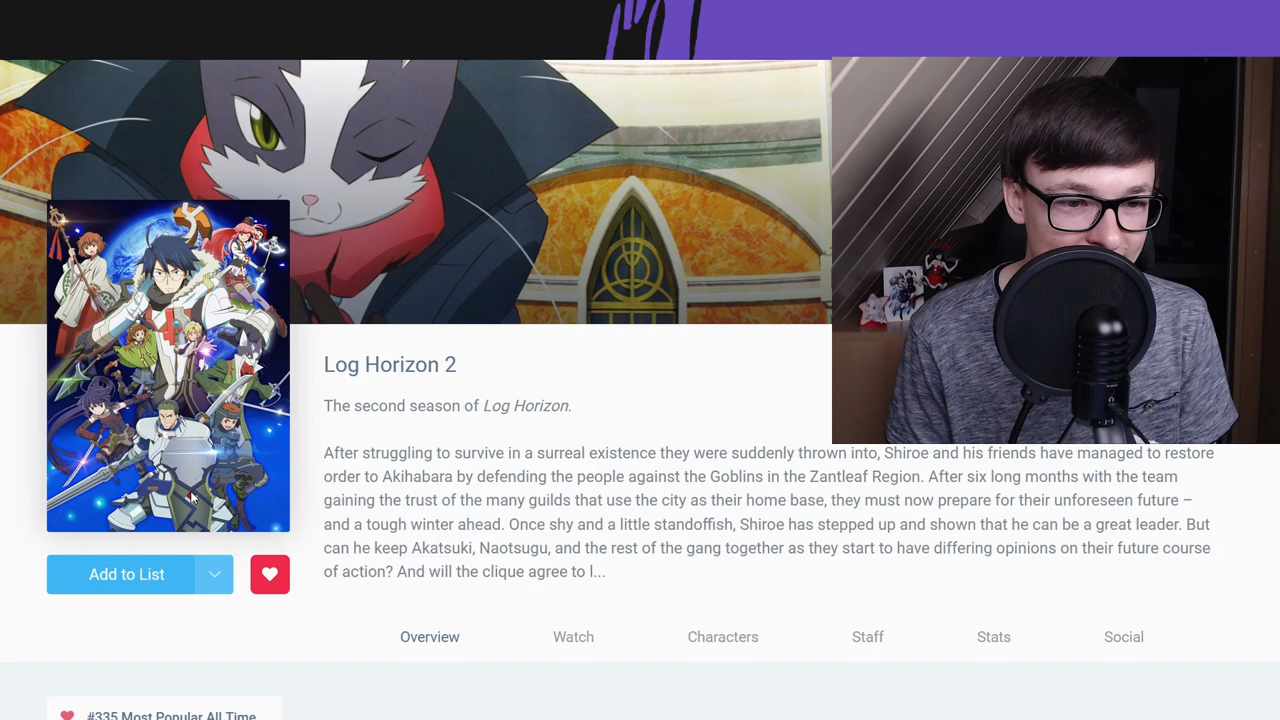 Log Horizon 2
The second season of Log Horizon.
After struggling to survive in a surreal existence they were suddenly thrown into, Shiroe and his friends have managed to restore
order to Akihabara by defending the people against the Goblins in the Zantleaf Region. After six long months with the team
gaining the trust of the many guilds that use the city as their home base, they must now prepare for their unforeseen future –
and a tough winter ahead. Once shy and a little standoffish, Shiroe has stepped up and shown that he can be a great leader. But
can he keep Akatsuki, Naotsugu, and the rest of the gang together as they start to have differing opinions on their future course
of action? And will the clique agree to l...
Add to List
Overview Watch Characters Staff Stats Social
#335 Most Popular All Time